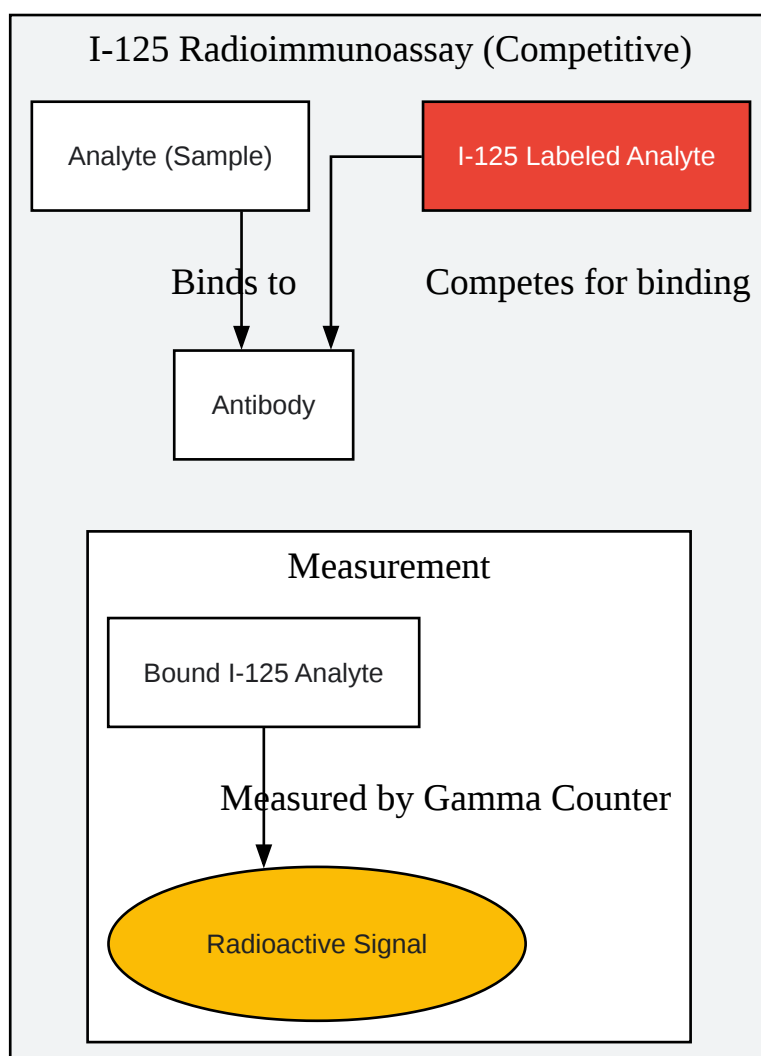 I-125 Radioimmunoassay (Competitive)
Analyte (Sample)
I-125 Labeled Analyte
Binds to
Competes for binding
Antibody
Measurement
Bound I-125 Analyte
Measured by Gamma Counter
Radioactive Signal